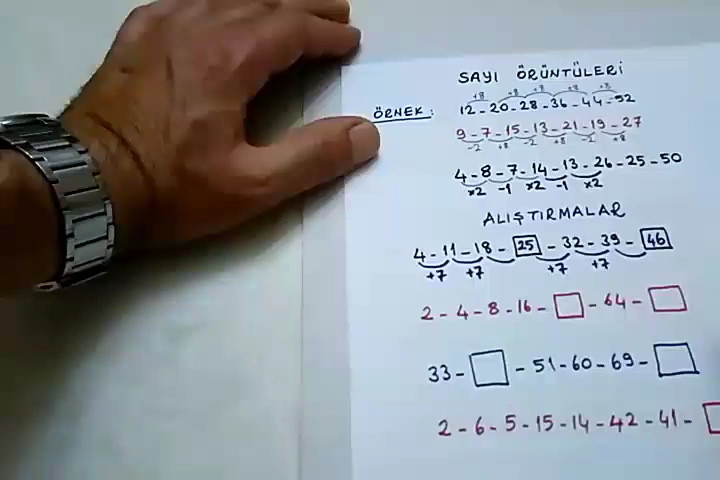 SAYI ÖRÜNTÜLERİ
+8 +8 +8 +8 +8
ÖRNEK: 12-20-28-36-44-52
9-7-15-13-21-19-27
-2 +8 -2 +8 -2 +8
4-8-7-14-13-26-25-50
x2 -1 x2 -1 x2
ALIŞTIRMALAR
4-11-18-25-32-39-46
+7 +7 +7 +7
2-4-8-16-□-64-□
33-□-51-60-69-□
2-6-5-15-14-42-41-□